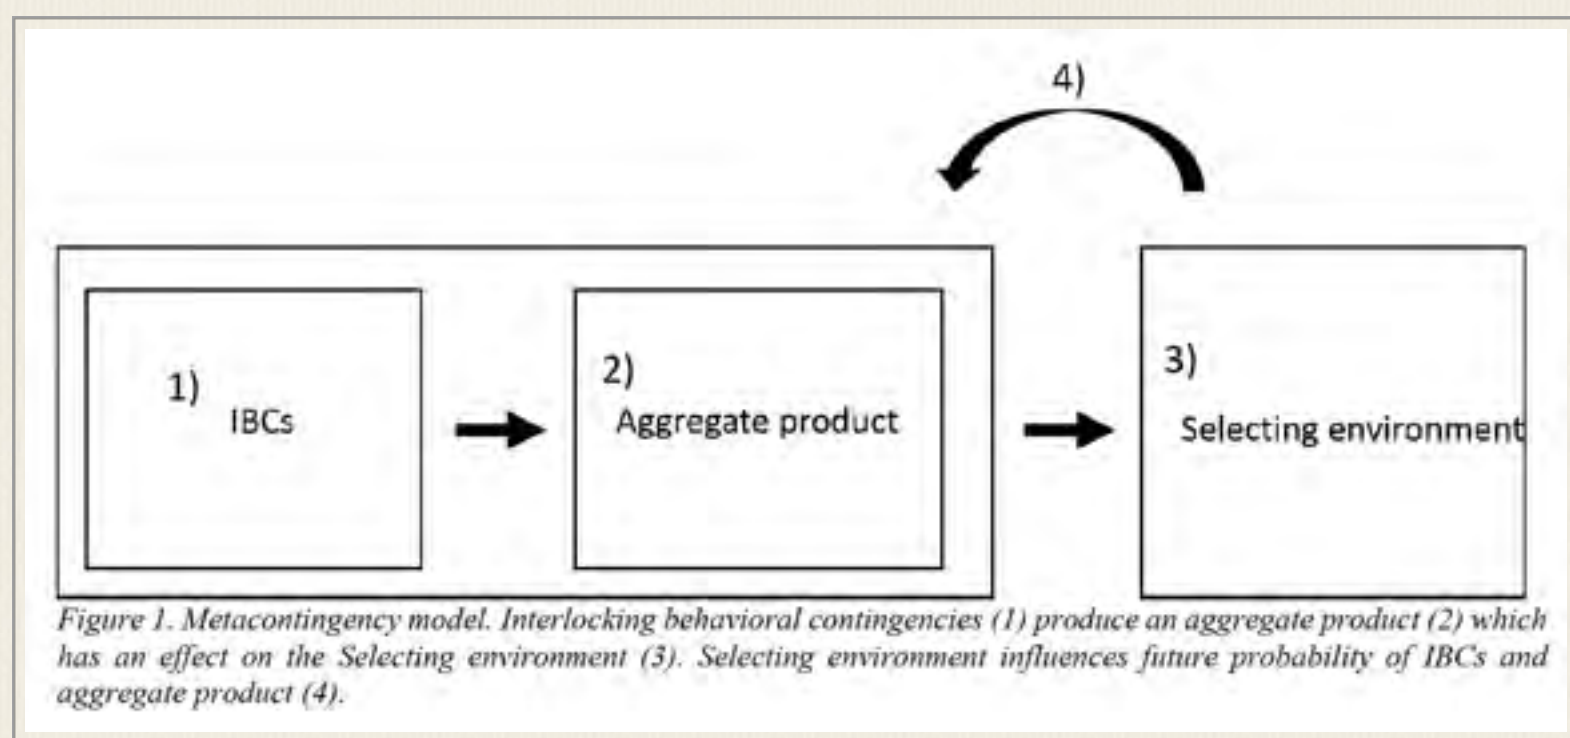 4)
1)
IBCs
2)
Aggregate product
3)
Selecting environment
Figure 1. Metacontingency model. Interlocking behavioral contingencies (1) produce an aggregate product (2) which
has an effect on the Selecting environment (3). Selecting environment influences future probability of IBCs and
aggregate product (4).